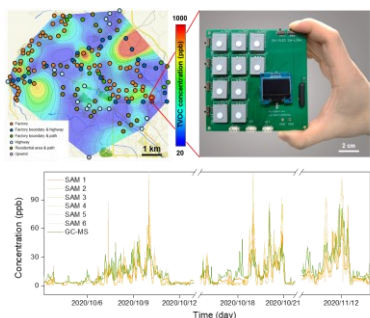 1000
TVOC concentration (ppb)
20
Factory
Factory boundary & highway
Factory boundary & path
Highway
Residential area & path
1 km
2 cm
SAM 1
SAM 2
SAM 3
SAM 4
SAM 5
SAM 6
GC-MS
Concentration (ppb)
120
90
60
30
0
2020/10/6
2020/10/9
2020/10/12
2020/10/18
2020/10/21
2020/11/12
Time (day)